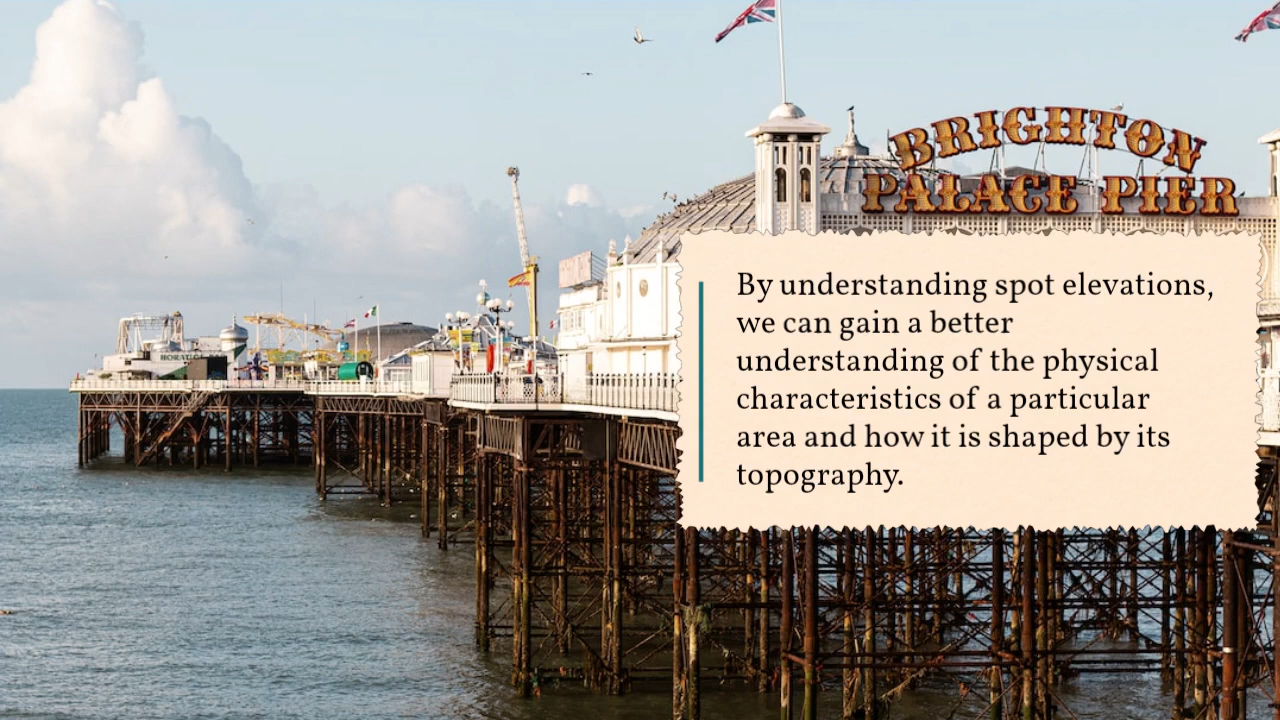 BRIGHTON
PALACE PIER
HORATIO'S
By understanding spot elevations,
we can gain a better
understanding of the physical
characteristics of a particular
area and how it is shaped by its
topography.